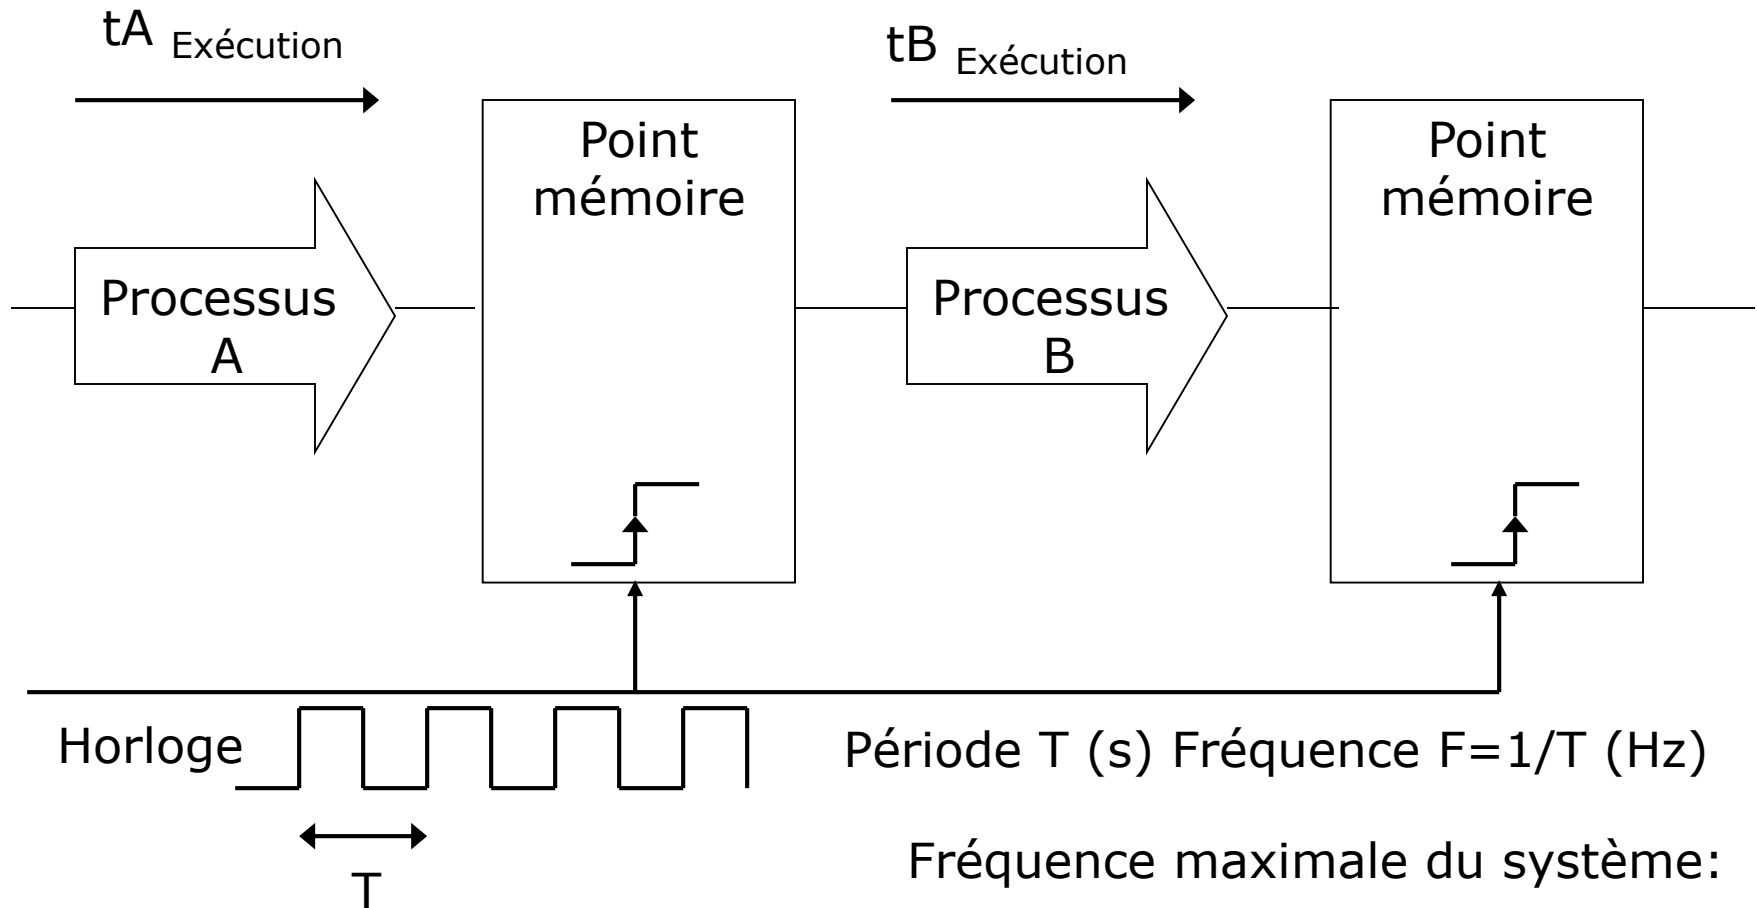 tA Exécution
tB Exécution
Point
mémoire
Point
mémoire
Processus
A
Processus
B
Horloge
Période T (s) Fréquence F=1/T (Hz)
T
Fréquence maximale du système: